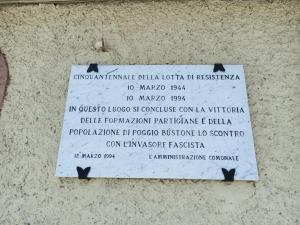 CINQUANTENNALE DELLA LOTTA DI RESISTENZA
10 MARZO 1944
10 MARZO 1994
IN QUESTO LUOGO SI CONCLUSE CON LA VITTORIA
DELLE FORMAZIONI PARTIGIANE E DELLA
POPOLAZIONE DI POGGIO BUSTONE LO SCONTRO
CON L'INVASORE FASCISTA
12 MARZO 1994 L'AMMINISTRAZIONE COMUNALE